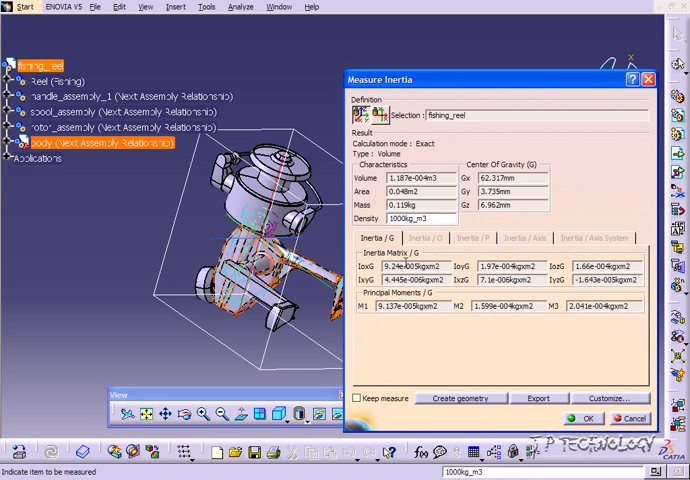 Start ENOVIA V5 File Edit View Insert Tools Analyze Window Help
fishing_reel
Reel (Fishing)
handle_assembly_1 (Next Assembly Relationship)
spool_assembly (Next Assembly Relationship)
rotor_assembly (Next Assembly Relationship)
body (Next Assembly Relationship)
Applications
X
Measure Inertia
Definition
Selection : fishing_reel
Result
Calculation mode : Exact
Type : Volume
Characteristics Center Of Gravity (G)
Volume 1.187e-004m3 Gx 62.317mm
Area 0.048m2 Gy 3.735mm
Mass 0.119kg Gz 6.962mm
Density 1000kg_m3
Inertia / G Inertia / O Inertia / P Inertia / Axis Inertia / Axis System
Inertia Matrix / G
IoxG 9.24e-005kgxm2 IoyG 1.97e-004kgxm2 IozG 1.66e-004kgxm2
IxyG 4.445e-006kgxm2 IxzG 7.1e-006kgxm2 IyzG -1.643e-005kgxm2
Principal Moments / G
M1 9.137e-005kgxm2 M2 1.599e-004kgxm2 M3 2.041e-004kgxm2
Keep measure Create geometry Export Customize...
OK Cancel
View
TP TECHNOLOGY
CATIA
Indicate item to be measured 1000kg_m3